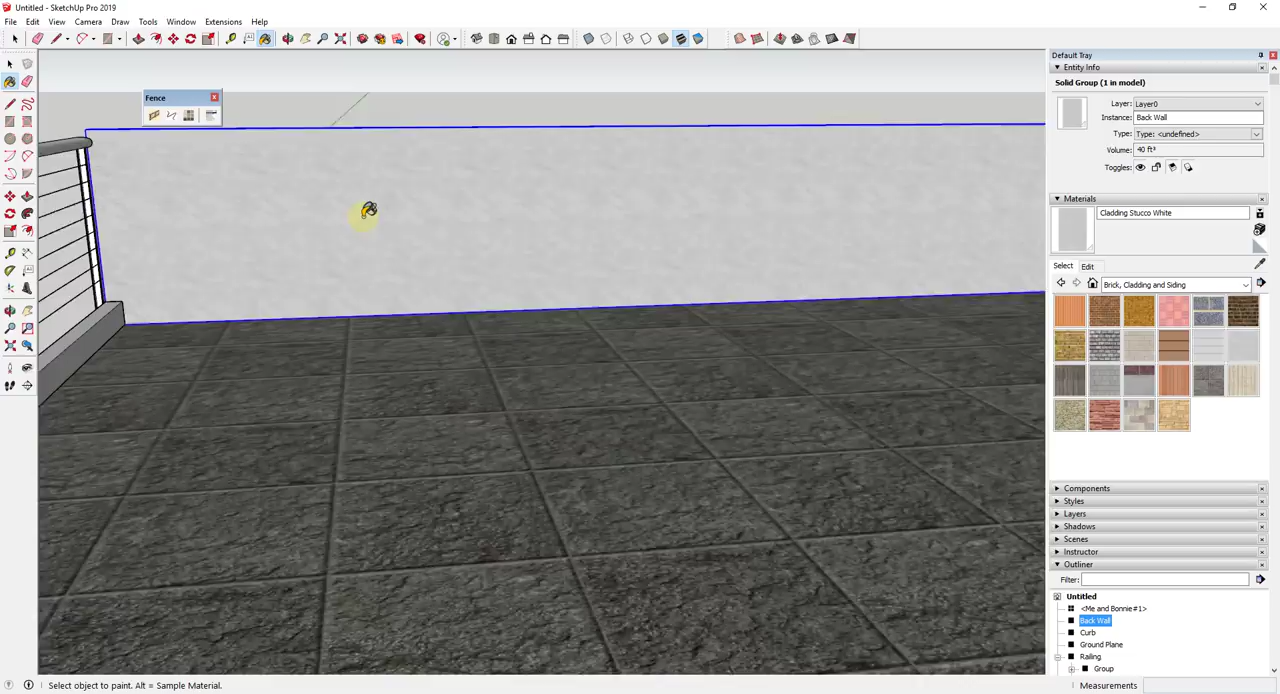 Untitled - SketchUp Pro 2019
File Edit View Camera Draw Tools Window Extensions Help
Default Tray
Entity Info
Solid Group (1 in model)
Layer: Layer0
Instance: Back Wall
Type: Type: <undefined>
Volume: 40 ft³
Toggles:
Fence
Materials
Cladding Stucco White
Select Edit
Brick, Cladding and Siding
Components
Styles
Layers
Shadows
Scenes
Instructor
Outliner
Filter:
Untitled
<Me and Bonnie#1>
Back Wall
Curb
Ground Plane
Railing
Group
Select object to paint. Alt = Sample Material.
Measurements